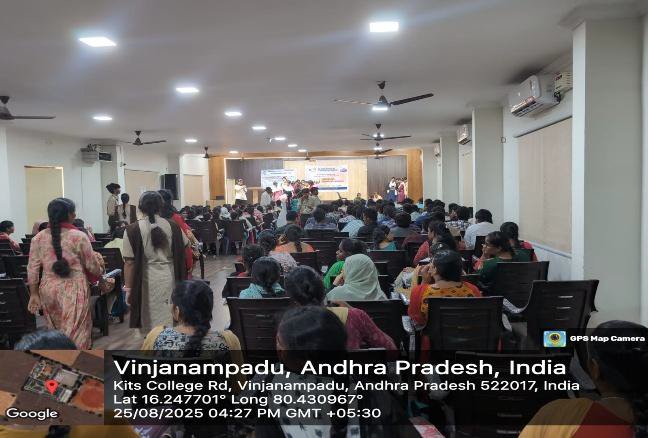 GPS Map Camera
Vinjanampadu, Andhra Pradesh, India
Kits College Rd, Vinjanampadu, Andhra Pradesh 522017, India
Lat 16.247701° Long 80.430967°
25/08/2025 04:27 PM GMT +05:30
Google